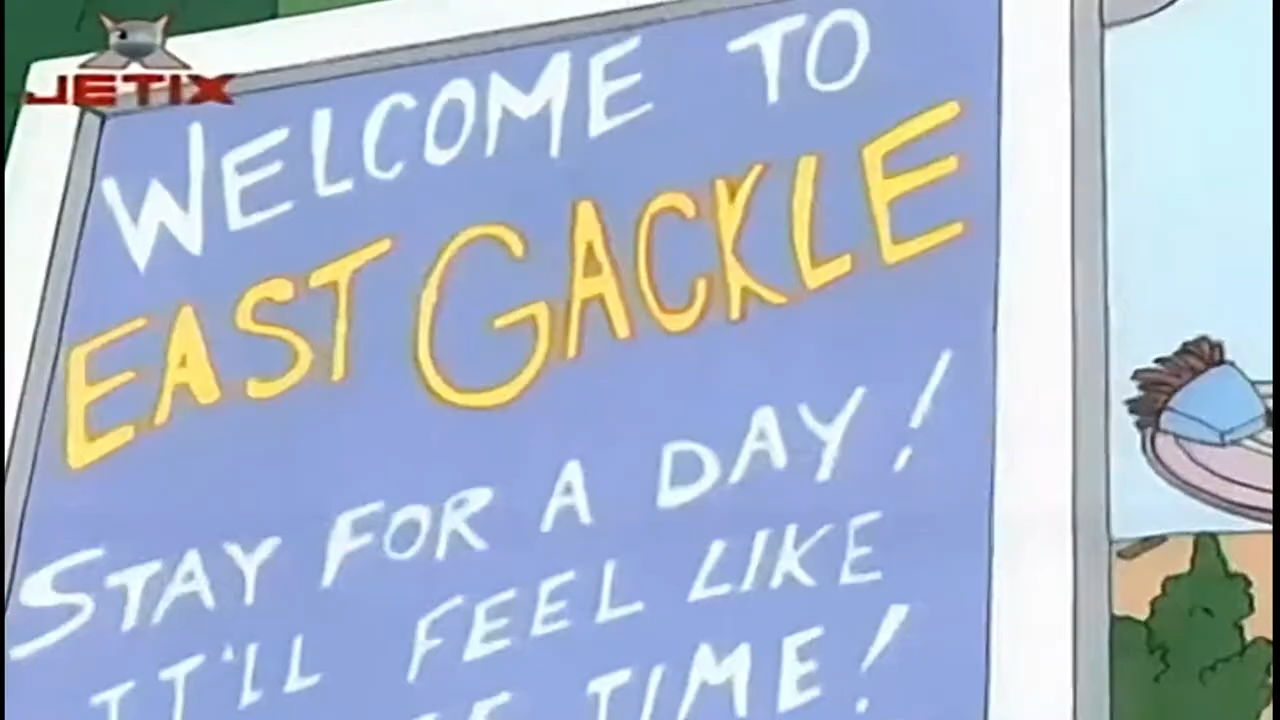 JETIX
WELCOME TO
EAST GACKLE
STAY FOR A DAY!
IT'LL FEEL LIKE
TIME!